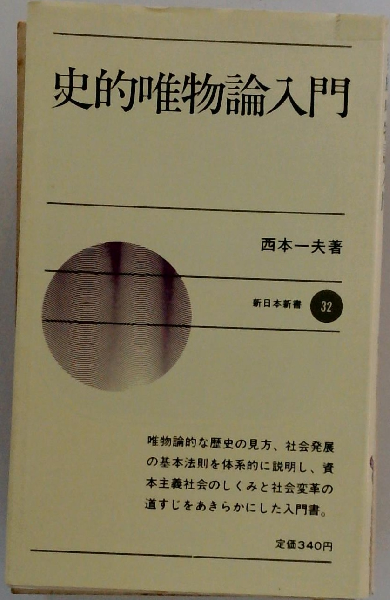 史的唯物論入門
西本一夫著
新日本新書 32
唯物論的な歴史の見方、社会発展
の基本法則を体系的に説明し、資
本主義社会のしくみと社会変革の
道すじをあきらかにした入門書。
定価340円